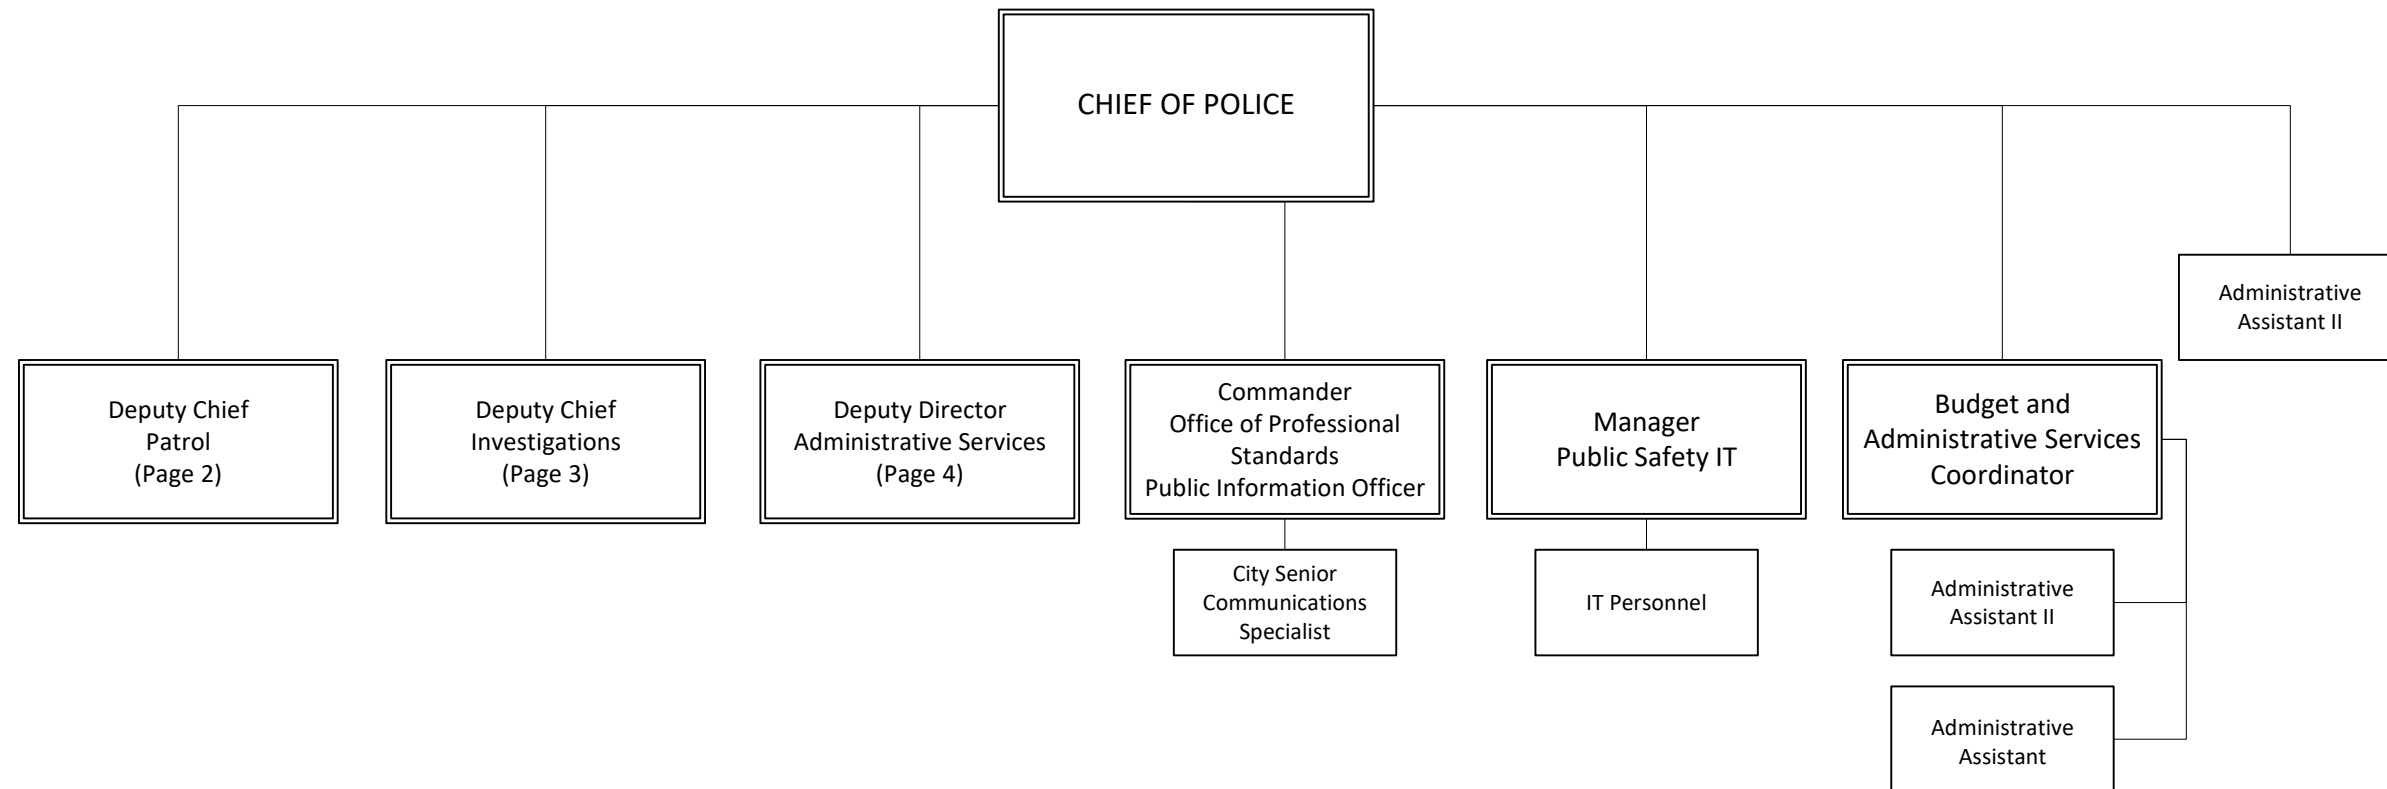 CHIEF OF POLICE
Administrative
Assistant II
Deputy Chief
Patrol
(Page 2)
Deputy Chief
Investigations
(Page 3)
Deputy Director
Administrative Services
(Page 4)
Commander
Office of Professional
Standards
Public Information Officer
Manager
Public Safety IT
Budget and
Administrative Services
Coordinator
City Senior
Communications
Specialist
IT Personnel
Administrative
Assistant II
Administrative
Assistant